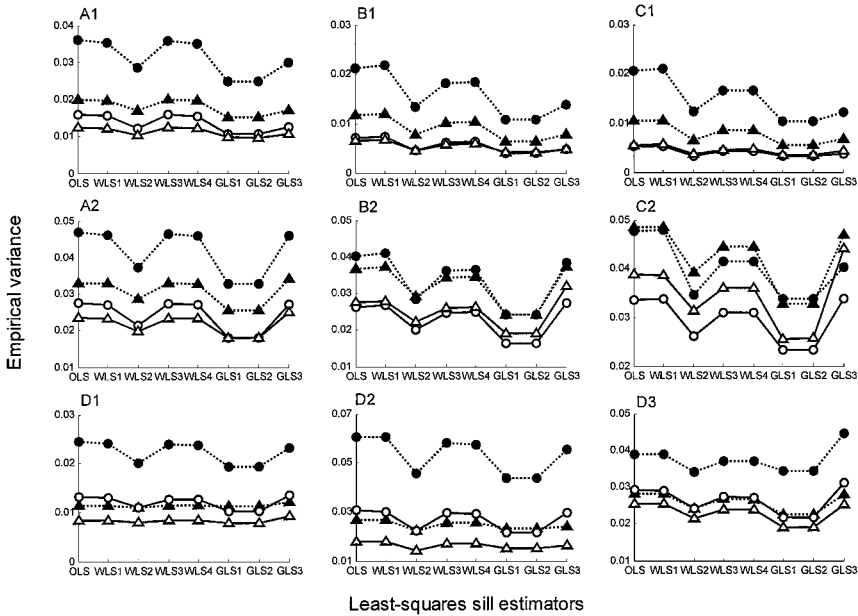 A1
0.04
0.03
0.02
0.01
0
OLS WLS1 WLS2 WLS3 WLS4 GLS1 GLS2 GLS3
B1
0.03
0.02
0.01
0
OLS WLS1 WLS2 WLS3 WLS4 GLS1 GLS2 GLS3
C1
0.03
0.02
0.01
0
OLS WLS1 WLS2 WLS3 WLS4 GLS1 GLS2 GLS3
Empirical variance
A2
0.05
0.04
0.03
0.02
0.01
OLS WLS1 WLS2 WLS3 WLS4 GLS1 GLS2 GLS3
B2
0.05
0.04
0.03
0.02
0.01
OLS WLS1 WLS2 WLS3 WLS4 GLS1 GLS2 GLS3
C2
0.05
0.04
0.03
0.02
OLS WLS1 WLS2 WLS3 WLS4 GLS1 GLS2 GLS3
D1
0.03
0.02
0.01
0
OLS WLS1 WLS2 WLS3 WLS4 GLS1 GLS2 GLS3
D2
0.07
0.05
0.03
0.01
OLS WLS1 WLS2 WLS3 WLS4 GLS1 GLS2 GLS3
D3
0.05
0.04
0.03
0.02
0.01
OLS WLS1 WLS2 WLS3 WLS4 GLS1 GLS2 GLS3
Least-squares sill estimators